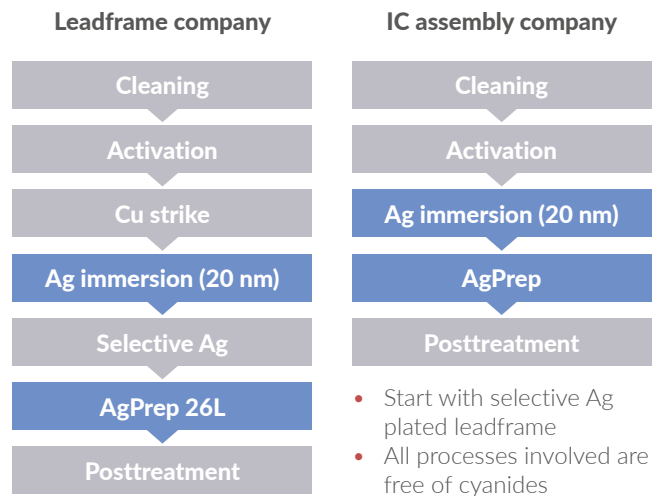 Leadframe company
Cleaning
Activation
Cu strike
Ag immersion (20 nm)
Selective Ag
AgPrep 26L
Posttreatment
IC assembly company
Cleaning
Activation
Ag immersion (20 nm)
AgPrep
Posttreatment
• Start with selective Ag
plated leadframe
• All processes involved are
free of cyanides